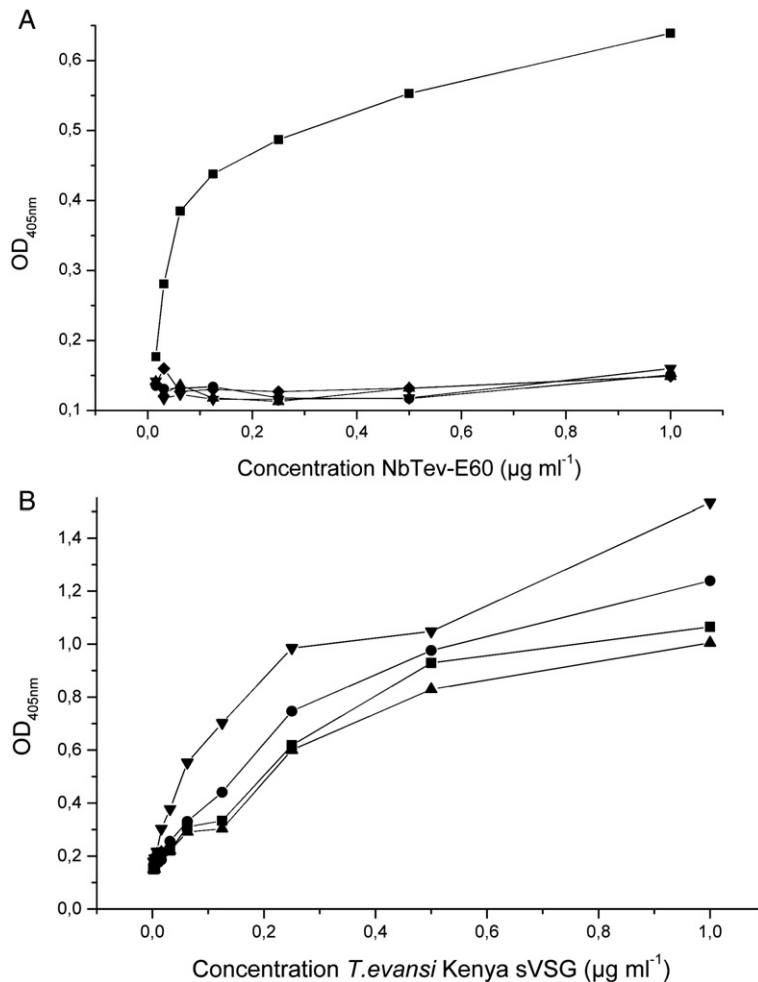 A
0,6
0,5
0,4
0,3
0,2
0,1
OD405nm
0,0 0,2 0,4 0,6 0,8 1,0
Concentration NbTev-E60 (µg ml-1)
B
1,4
1,2
1,0
0,8
0,6
0,4
0,2
0,0
OD405nm
0,0 0,2 0,4 0,6 0,8 1,0
Concentration T.evansi Kenya sVSG (µg ml-1)